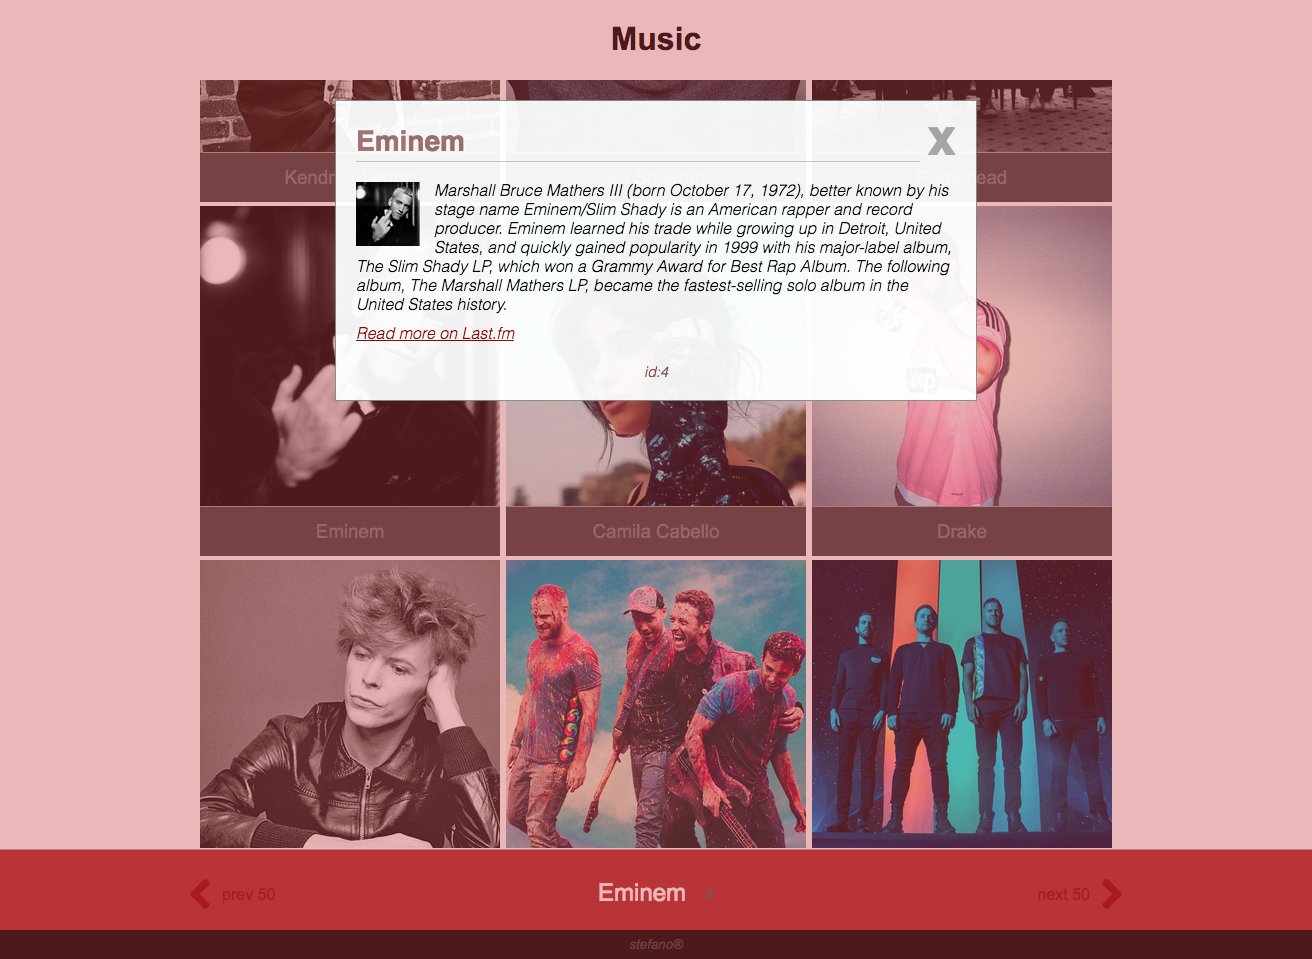 Music
Eminem
X
Marshall Bruce Mathers III (born October 17, 1972), better known by his
stage name Eminem/Slim Shady is an American rapper and record
producer. Eminem learned his trade while growing up in Detroit, United
States, and quickly gained popularity in 1999 with his major-label album,
The Slim Shady LP, which won a Grammy Award for Best Rap Album. The following
album, The Marshall Mathers LP, became the fastest-selling solo album in the
United States history.
Read more on Last.fm
id:4
Jeep
Eminem
Camila Cabello
Drake
prev 50
Eminem 4
next 50
stefano®